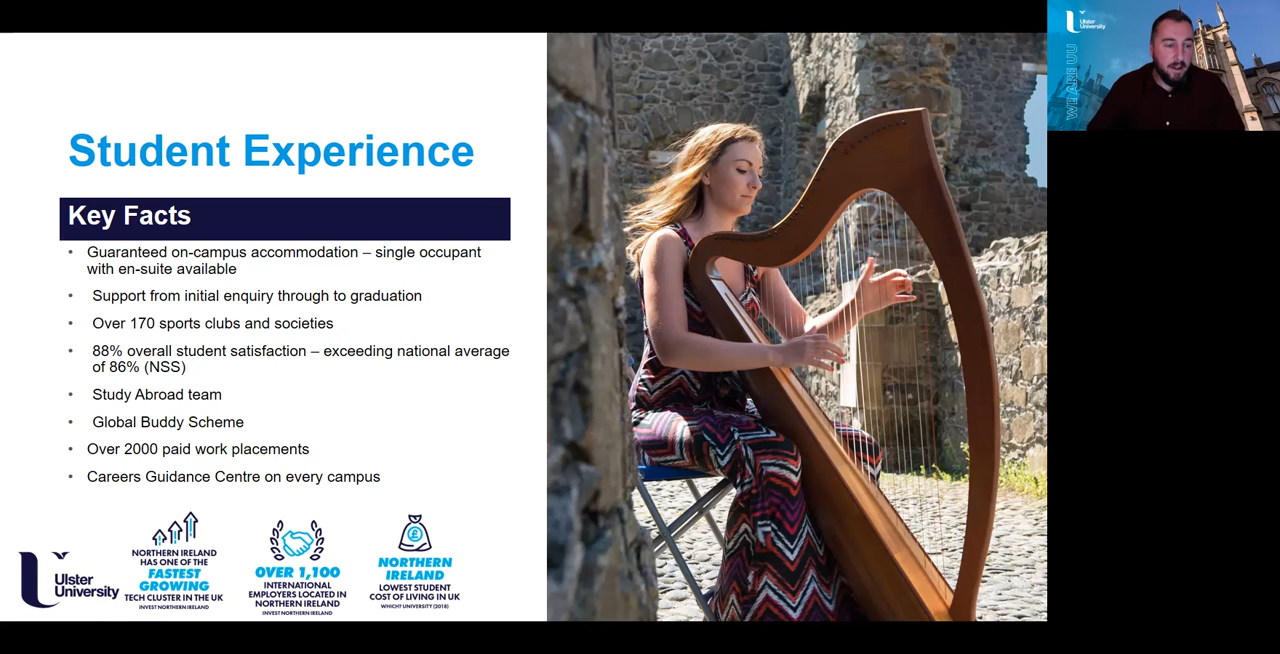 Student Experience
Key Facts
• Guaranteed on-campus accommodation – single occupant
with en-suite available
• Support from initial enquiry through to graduation
• Over 170 sports clubs and societies
• 88% overall student satisfaction – exceeding national average
of 86% (NSS)
• Study Abroad team
• Global Buddy Scheme
• Over 2000 paid work placements
• Careers Guidance Centre on every campus
Ulster
University
NORTHERN IRELAND
HAS ONE OF THE
FASTEST
GROWING
TECH CLUSTER IN THE UK
INVEST NORTHERN IRELAND
OVER 1,100
INTERNATIONAL
EMPLOYERS LOCATED IN
NORTHERN IRELAND
INVEST NORTHERN IRELAND
£
NORTHERN
IRELAND
LOWEST STUDENT
COST OF LIVING IN UK
WHICH? UNIVERSITY (2018)
Ulster
University
WE ARE UU